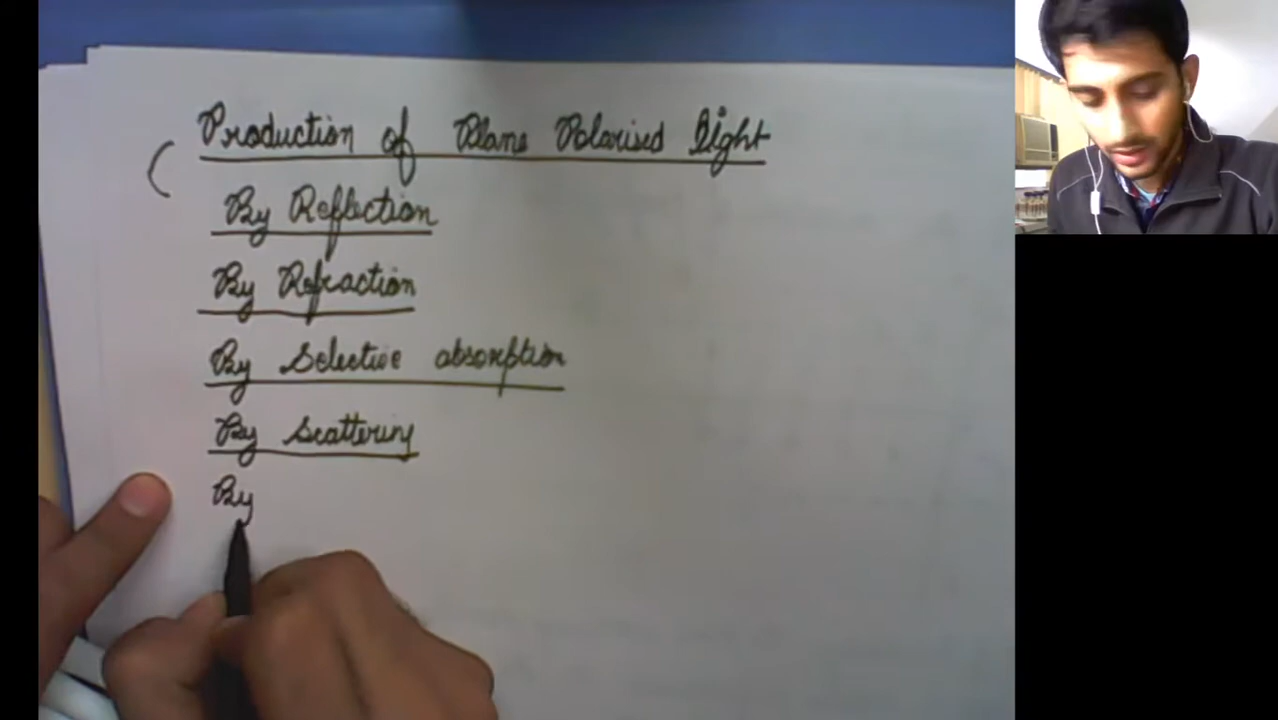 Production of Plane Polarised light
By Reflection
By Refraction
By Selective absorption
By Scattering
By